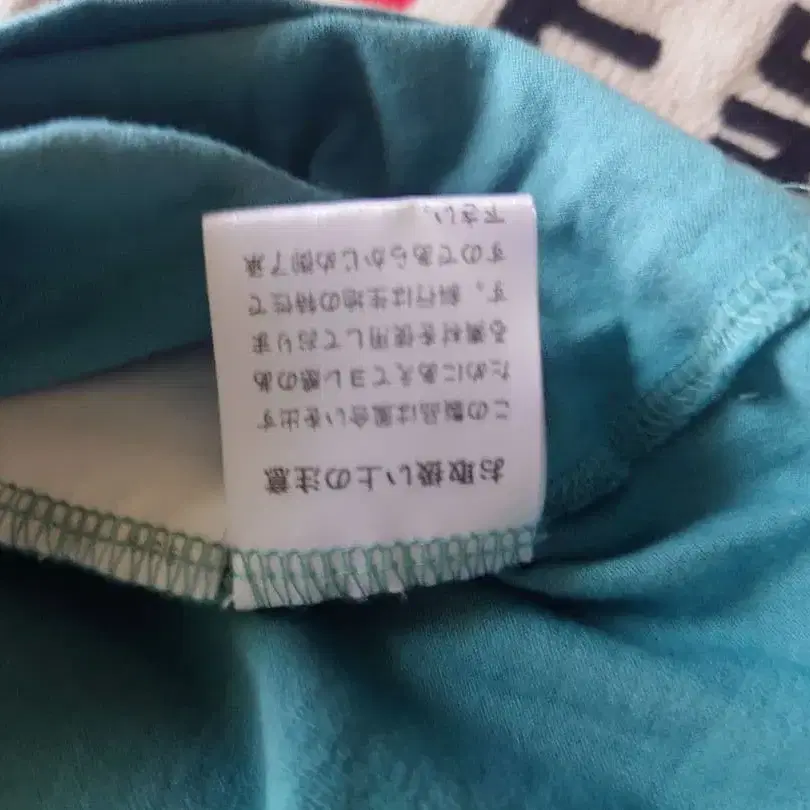 お取扱い上の注意
この製品は風合いを出す
ためにあえてヨレ感のあ
る素材を使用しておりま
す。斜行は生地の特性で
すのであらかじめ御了承
下さい。